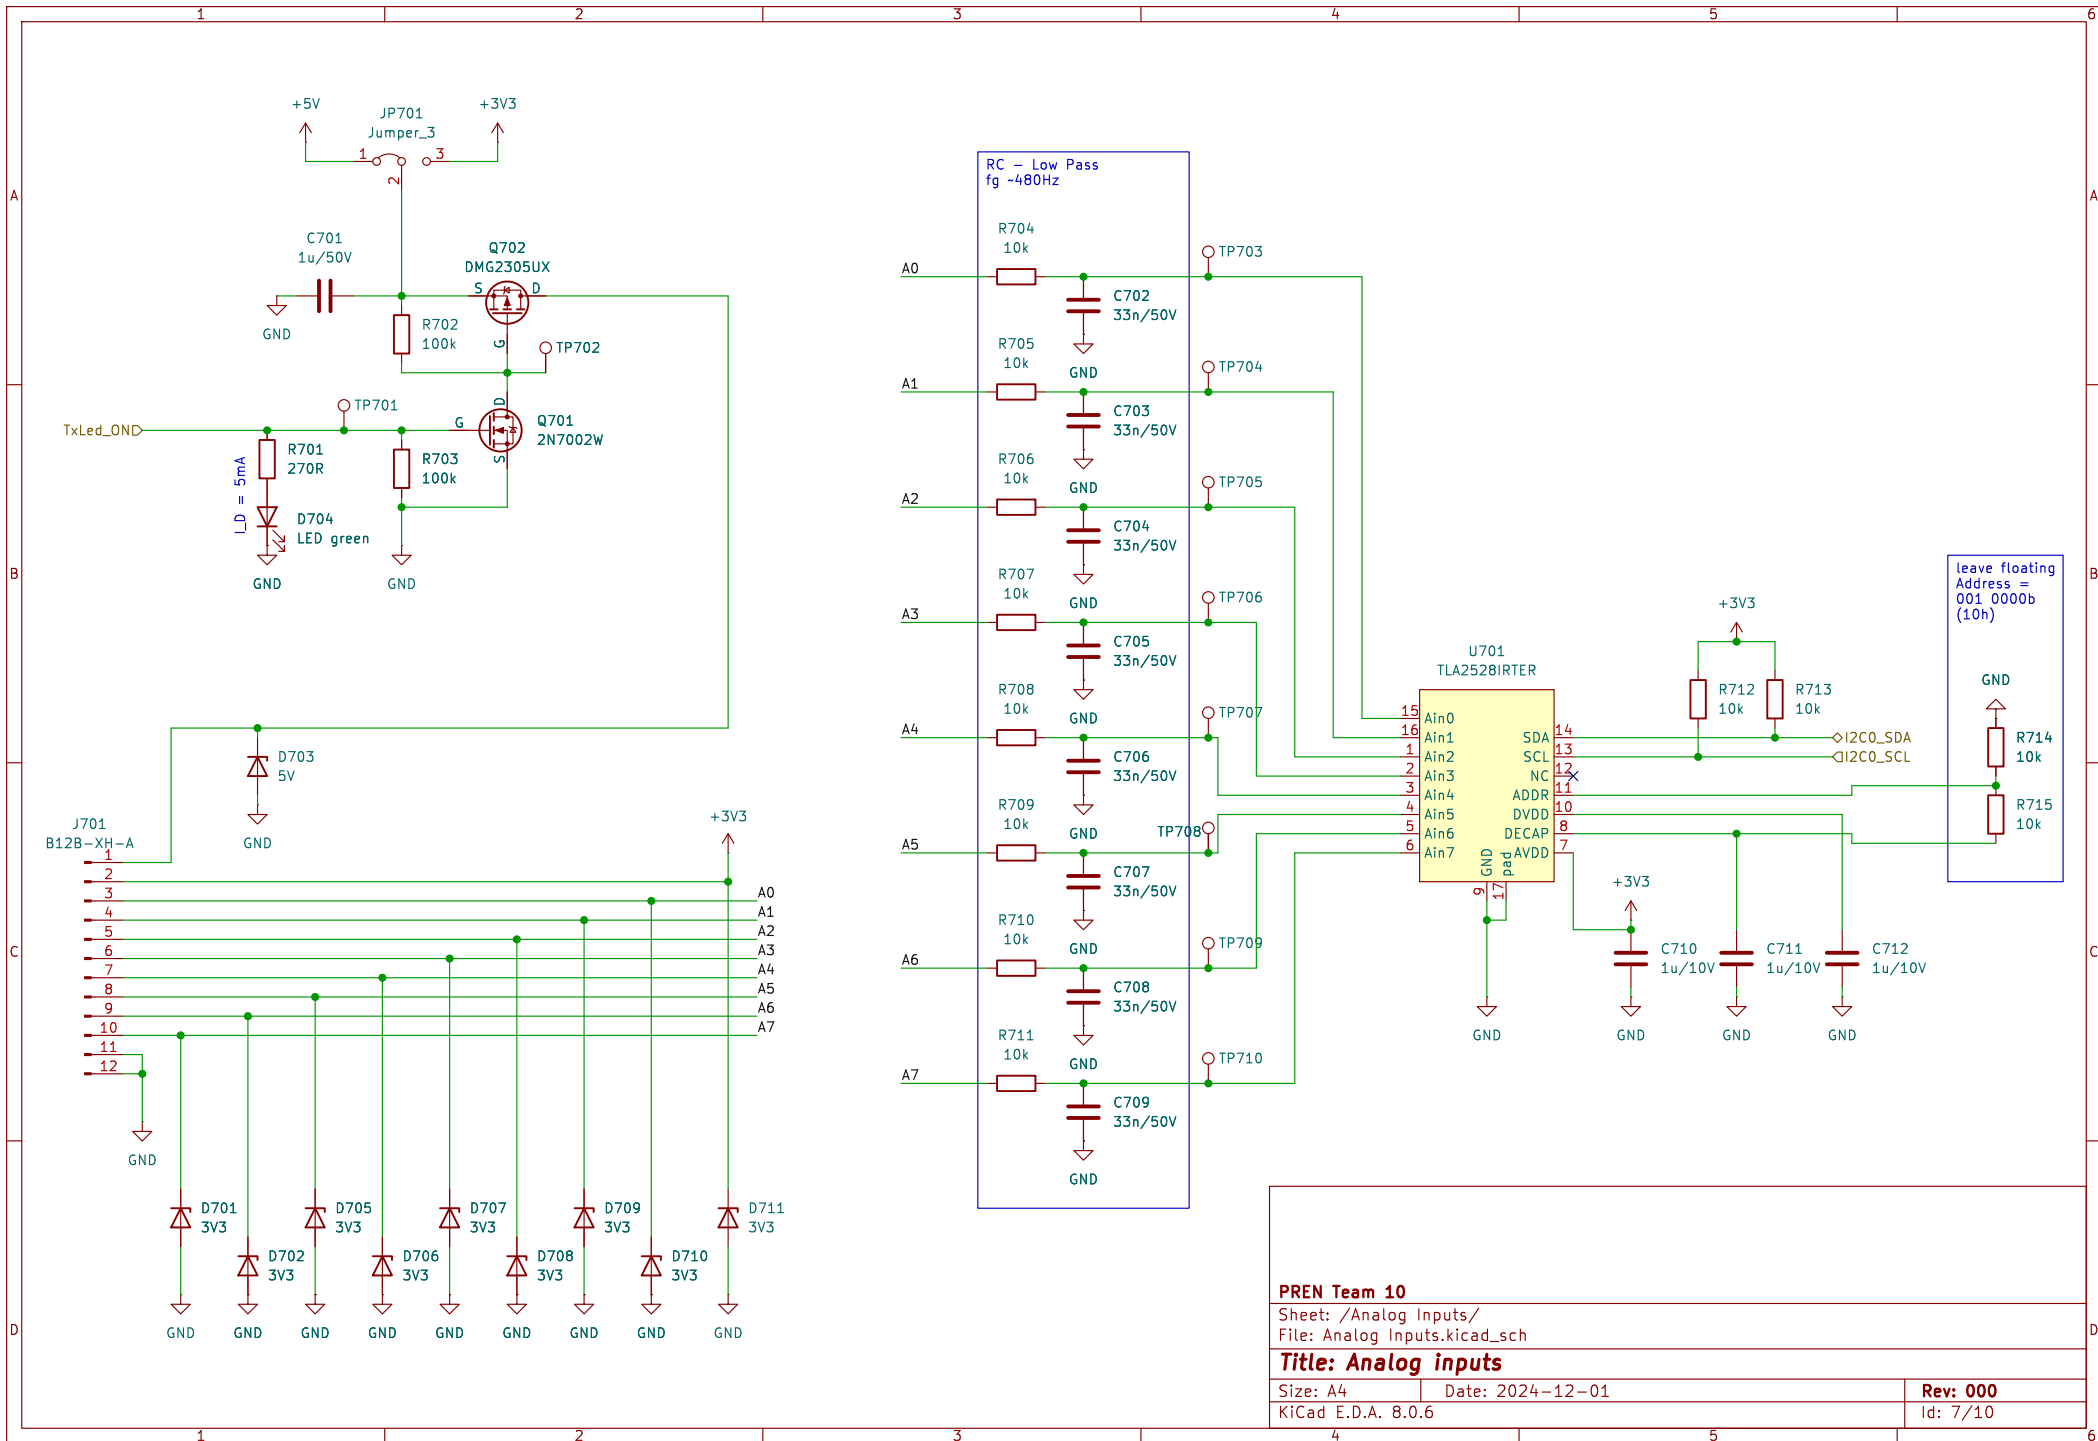 1 2 3 4 5 6
A
B
C
D
+5V
JP701
Jumper_3
+3V3
1
3
2
C701
1u/50V
GND
Q702
DMG2305UX
S
D
G
R702
100k
TP702
TxLed_ON
TP701
G
D
S
Q701
2N7002W
R701
270R
I_D = 5mA
R703
100k
D704
LED green
GND
GND
D703
5V
GND
J701
B12B-XH-A
1
2
3
4
5
6
7
8
9
10
11
12
GND
+3V3
A0
A1
A2
A3
A4
A5
A6
A7
D701
3V3
D702
3V3
D705
3V3
D706
3V3
D707
3V3
D708
3V3
D709
3V3
D710
3V3
D711
3V3
GND GND GND GND GND GND GND GND GND
RC - Low Pass
fg ~480Hz
A0
R704
10k
C702
33n/50V
GND
TP703
A1
R705
10k
C703
33n/50V
GND
TP704
A2
R706
10k
C704
33n/50V
GND
TP705
A3
R707
10k
C705
33n/50V
GND
TP706
A4
R708
10k
C706
33n/50V
GND
TP707
A5
R709
10k
C707
33n/50V
GND
TP708
A6
R710
10k
C708
33n/50V
GND
TP709
A7
R711
10k
C709
33n/50V
GND
TP710
U701
TLA2528IRTER
15 Ain0
16 Ain1
1 Ain2
2 Ain3
3 Ain4
4 Ain5
5 Ain6
6 Ain7
SDA 14
SCL 13
NC 12
ADDR 11
DVDD 10
DECAP 8
AVDD 7
GND
pad
9
17
GND
+3V3
R712
10k
R713
10k
I2C0_SDA
I2C0_SCL
leave floating
Address =
001 0000b
(10h)
GND
R714
10k
R715
10k
+3V3
C710
1u/10V
C711
1u/10V
C712
1u/10V
GND
GND
GND
PREN Team 10
Sheet: /Analog Inputs/
File: Analog Inputs.kicad_sch
Title: Analog inputs
Size: A4
Date: 2024-12-01
Rev: 000
KiCad E.D.A. 8.0.6
Id: 7/10
A
B
C
D
1 2 3 4 5 6